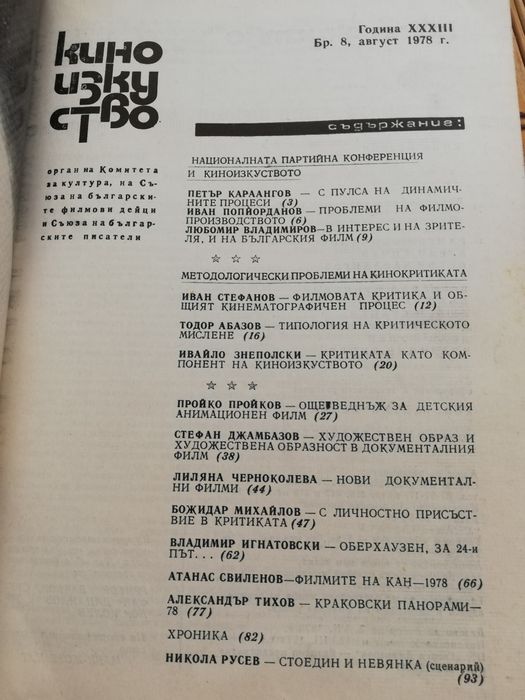 кино
изку
ство
Година XXXIII
Бр. 8, август 1978 г.
съдържание:
орган на Комитета
за култура, на Съ-
юза на български-
те филмови дейци
и Съюза на българ-
ските писатели
НАЦИОНАЛНАТА ПАРТИЙНА КОНФЕРЕНЦИЯ
И КИНОИЗКУСТВОТО
ПЕТЪР КАРААНГОВ — С ПУЛСА НА ДИНАМИЧ-
НИТЕ ПРОЦЕСИ (3)
ИВАН ПОПЙОРДАНОВ — ПРОБЛЕМИ НА ФИЛМО-
ПРОИЗВОДСТВОТО (6)
ЛЮБОМИР ВЛАДИМИРОВ—В ИНТЕРЕС И НА ЗРИТЕ-
ЛЯ, И НА БЪЛГАРСКИЯ ФИЛМ (9)
☆ ☆ ☆
МЕТОДОЛОГИЧЕСКИ ПРОБЛЕМИ НА КИНОКРИТИКАТА
ИВАН СТЕФАНОВ — ФИЛМОВАТА КРИТИКА И ОБ-
ЩИЯТ КИНЕМАТОГРАФИЧЕН ПРОЦЕС (12)
ТОДОР АБАЗОВ — ТИПОЛОГИЯ НА КРИТИЧЕСКОТО
МИСЛЕНЕ (16)
ИВАЙЛО ЗНЕПОЛСКИ — КРИТИКАТА КАТО КОМ-
ПОНЕНТ НА КИНОИЗКУСТВОТО (20)
☆ ☆ ☆
ПРОЙКО ПРОЙКОВ — ОЩЕ ВЕДНЪЖ ЗА ДЕТСКИЯ
АНИМАЦИОНЕН ФИЛМ (27)
СТЕФАН ДЖАМБАЗОВ — ХУДОЖЕСТВЕН ОБРАЗ И
ХУДОЖЕСТВЕНА ОБРАЗНОСТ В ДОКУМЕНТАЛНИЯ
ФИЛМ (38)
ЛИЛЯНА ЧЕРНОКОЛЕВА — НОВИ ДОКУМЕНТАЛ-
НИ ФИЛМИ (44)
БОЖИДАР МИХАЙЛОВ — С ЛИЧНОСТНО ПРИСЪСТ-
ВИЕ В КРИТИКАТА (47)
ВЛАДИМИР ИГНАТОВСКИ — ОБЕРХАУЗЕН, ЗА 24-и
ПЪТ... (62)
АТАНАС СВИЛЕНОВ—ФИЛМИТЕ НА КАН—1978 (66)
АЛЕКСАНДЪР ТИХОВ — КРАКОВСКИ ПАНОРАМИ—
78 (77)
ХРОНИКА (82)
НИКОЛА РУСЕВ — СТОЕДИН И НЕВЯНКА (сценарий)
(93)